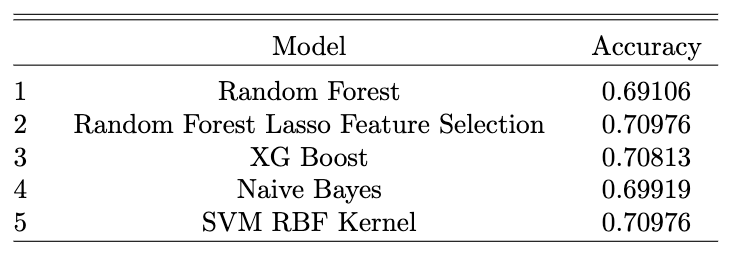 Model Accuracy
1 Random Forest 0.69106
2 Random Forest Lasso Feature Selection 0.70976
3 XG Boost 0.70813
4 Naive Bayes 0.69919
5 SVM RBF Kernel 0.70976